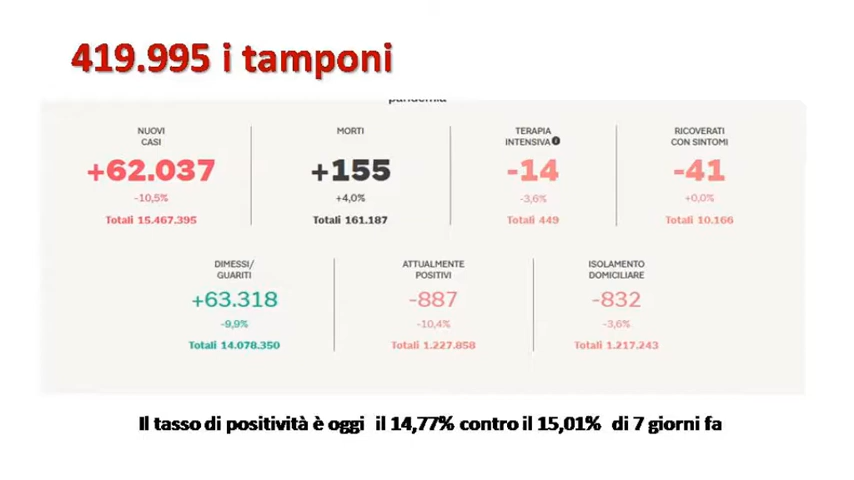 419.995 i tamponi
pandemia
NUOVI
CASI
+62.037
-10,5%
Totali 15.467.395
MORTI
+155
+4,0%
Totali 161.187
TERAPIA
INTENSIVA
-14
-3,6%
Totali 449
RICOVERATI
CON SINTOMI
-41
+0,0%
Totali 10.166
DIMESSI/
GUARITI
+63.318
-9,9%
Totali 14.078.350
ATTUALMENTE
POSITIVI
-887
-10,4%
Totali 1.227.858
ISOLAMENTO
DOMICILIARE
-832
-3,6%
Totali 1.217.243
Il tasso di positività è oggi il 14,77% contro il 15,01% di 7 giorni fa